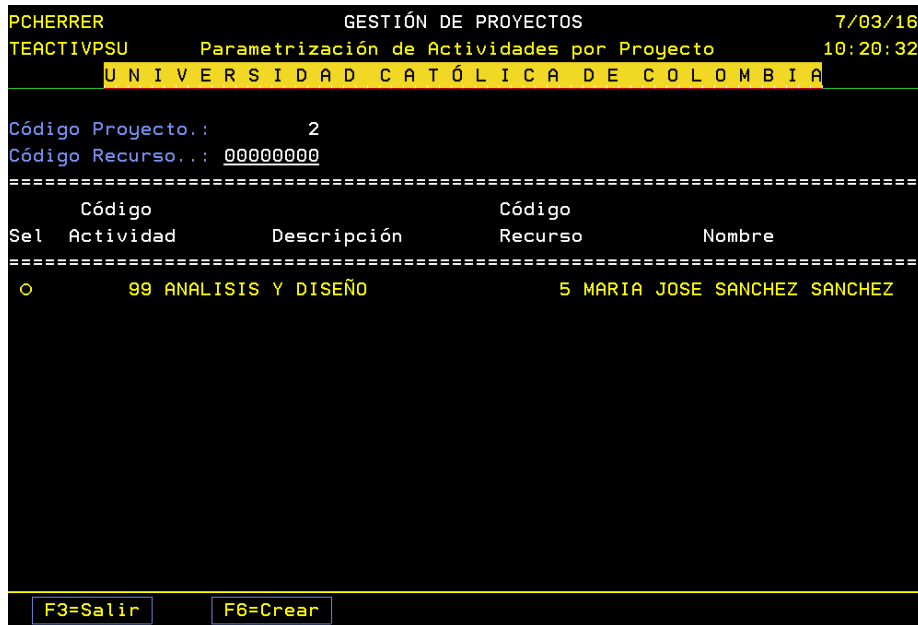 PCHERRER GESTIÓN DE PROYECTOS 7/03/16
TEACTIVPSU Parametrización de Actividades por Proyecto 10:20:32
U N I V E R S I D A D C A T Ó L I C A D E C O L O M B I A
Código Proyecto.: 2
Código Recurso..: 00000000
============================================================================
Código Código
Sel Actividad Descripción Recurso Nombre
============================================================================
O 99 ANALISIS Y DISEÑO 5 MARIA JOSE SANCHEZ SANCHEZ
F3=Salir F6=Crear